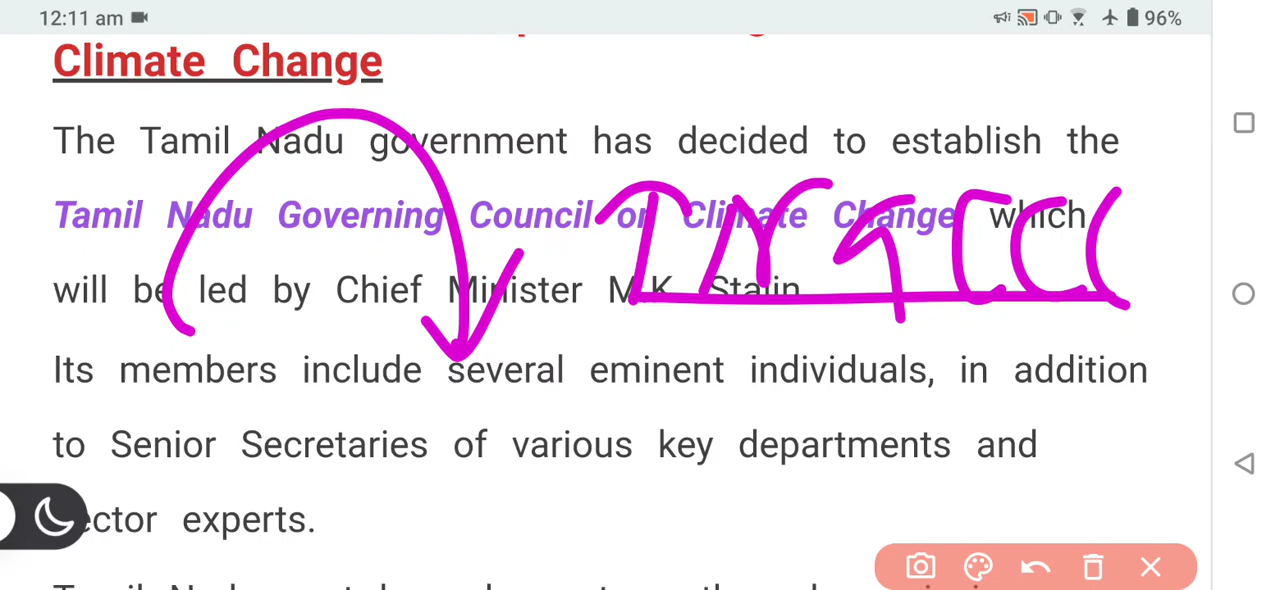 12:11 am 96%
Climate Change
The Tamil Nadu government has decided to establish the
Tamil Nadu Governing Council on Climate Change which
will be led by Chief Minister M.K. Stalin.
TNGCCC
Its members include several eminent individuals, in addition
to Senior Secretaries of various key departments and
ector experts.